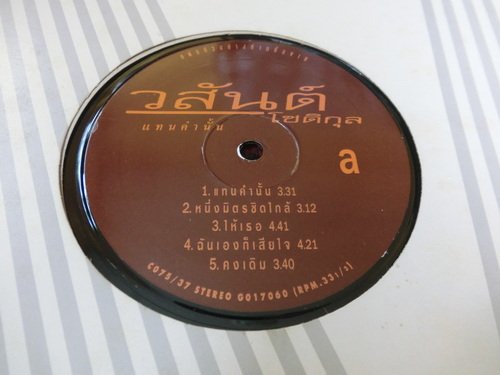 วสันต์
โชติกุล
แทนคำนั้น
a
1.แทนคำนั้น 3.31
2.หนึ่งมิตรชิดใกล้ 3.12
3.ให้เธอ 4.41
4.ฉันเองก็เสียใจ 4.21
5.คงเดิม 3.40
C075/37 STEREO G017060 (RPM.33 1/3)